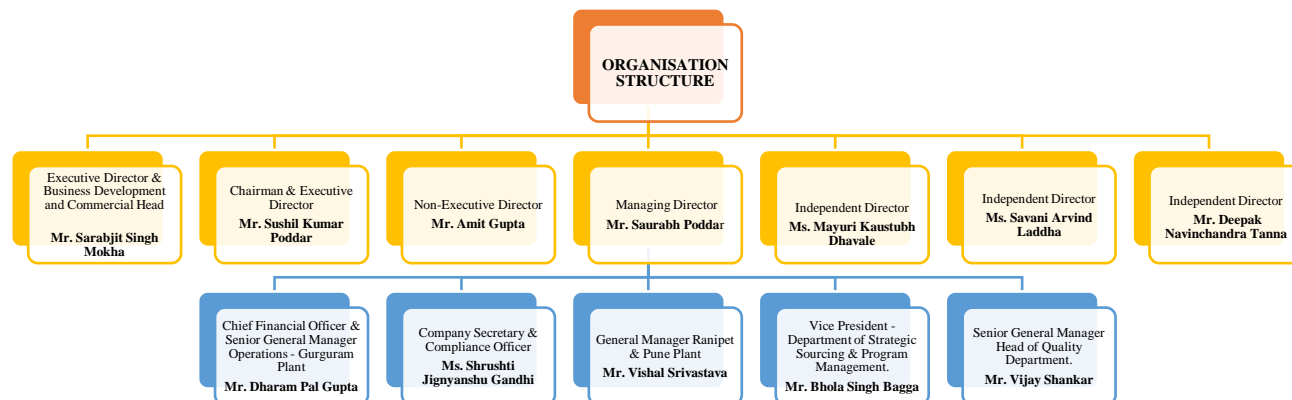 ORGANISATION
STRUCTURE
Executive Director &
Business Development
and Commercial Head
Mr. Sarabjit Singh
Mokha
Chairman & Executive
Director
Mr. Sushil Kumar
Poddar
Non-Executive Director
Mr. Amit Gupta
Managing Director
Mr. Saurabh Poddar
Independent Director
Ms. Mayuri Kaustubh
Dhavale
Independent Director
Ms. Savani Arvind
Laddha
Independent Director
Mr. Deepak
Navinchandra Tanna
Chief Financial Officer &
Senior General Manager
Operations - Gurguram
Plant
Mr. Dharam Pal Gupta
Company Secretary &
Compliance Officer
Ms. Shrushti
Jignyanshu Gandhi
General Manager Ranipet
& Pune Plant
Mr. Vishal Srivastava
Vice President -
Department of Strategic
Sourcing & Program
Management.
Mr. Bhola Singh Bagga
Senior General Manager
Head of Quality
Department.
Mr. Vijay Shankar